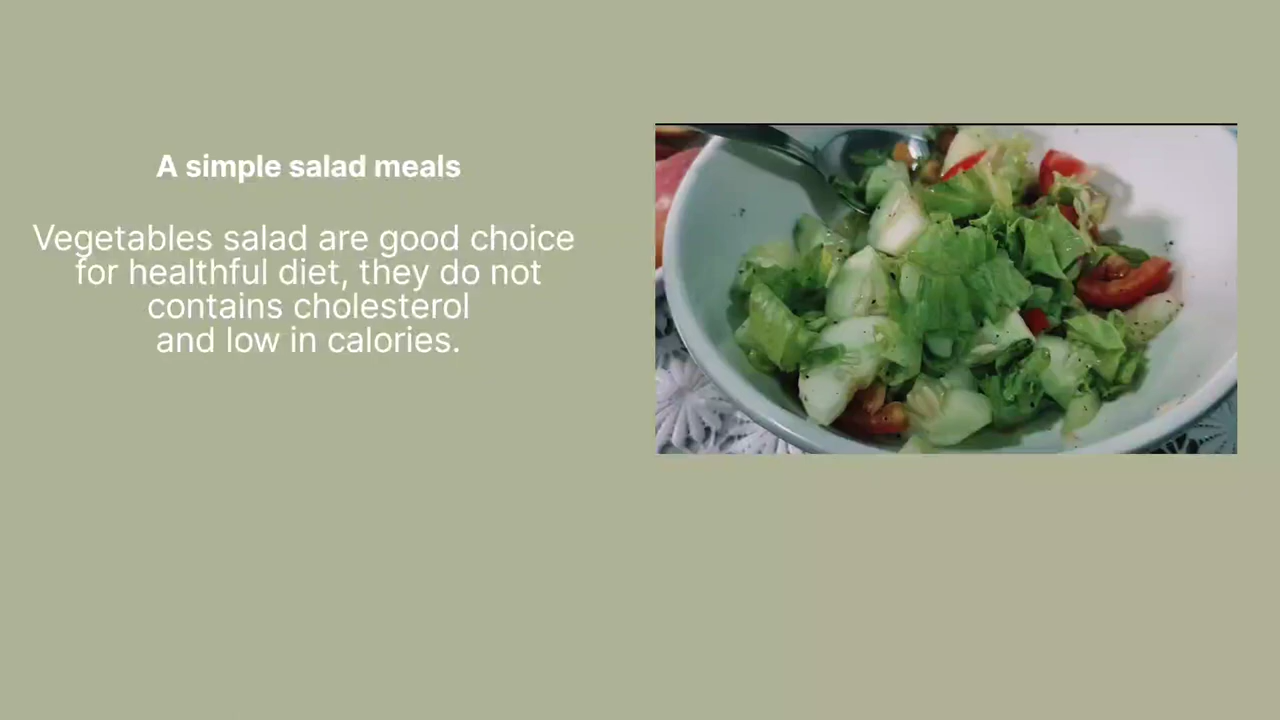 A simple salad meals
Vegetables salad are good choice
for healthful diet, they do not
contains cholesterol
and low in calories.